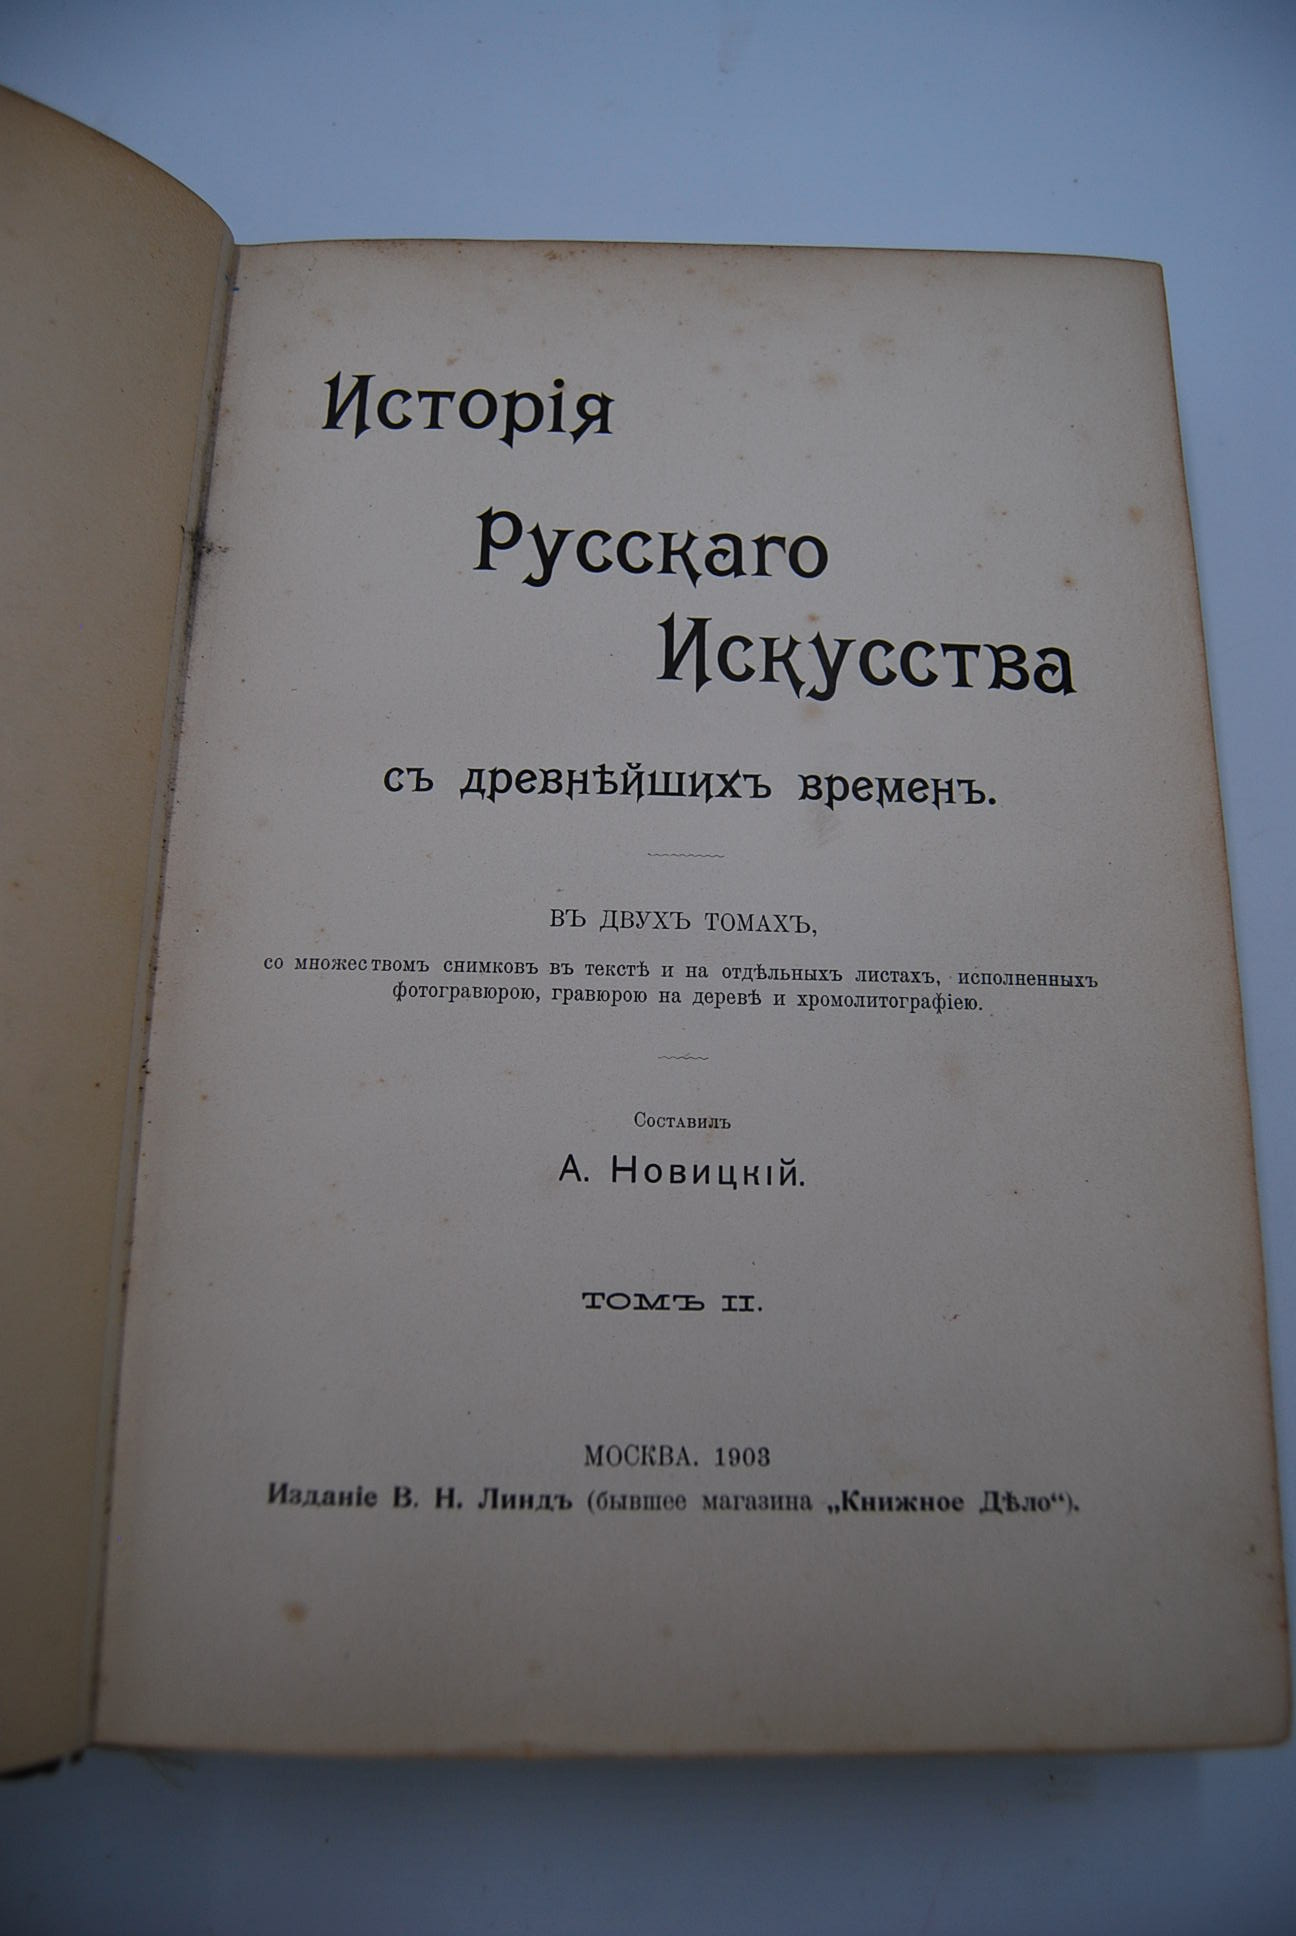 Исторія
Русскаго
Искусства
съ древнѣйшихъ временъ.
ВЪ ДВУХЪ ТОМАХЪ,
со множествомъ снимковъ въ текстѣ и на отдѣльныхъ листахъ, исполненныхъ
фотогравюрою, гравюрою на деревѣ и хромолитографіею.
Составилъ
А. Новицкій.
ТОМЪ II.
МОСКВА. 1903
Изданіе В. Н. Линдъ (бывшее магазина „Книжное Дѣло“).